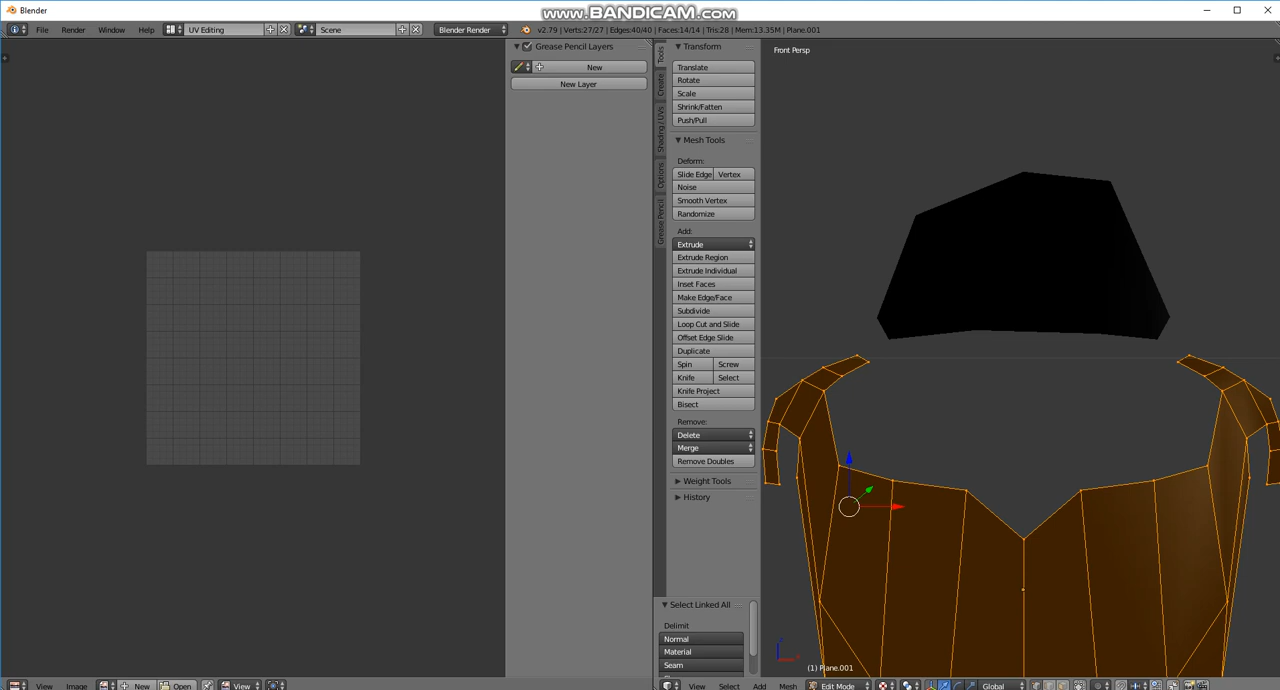 Blender
www.BANDICAM.com
File Render Window Help UV Editing Scene Blender Render v2.79 | Verts:27/27 | Edges:40/40 | Faces:14/14 | Tris:28 | Mem:13.35M | Plane.001
Grease Pencil Layers
New
New Layer
Tools
Create
Shading / UVs
Options
Grease Pencil
Transform
Translate
Rotate
Scale
Shrink/Fatten
Push/Pull
Mesh Tools
Deform:
Slide Edge Vertex
Noise
Smooth Vertex
Randomize
Add:
Extrude
Extrude Region
Extrude Individual
Inset Faces
Make Edge/Face
Subdivide
Loop Cut and Slide
Offset Edge Slide
Duplicate
Spin Screw
Knife Select
Knife Project
Bisect
Remove:
Delete
Merge
Remove Doubles
Weight Tools
History
Select Linked All
Delimit
Normal
Material
Seam
Front Persp
(1) Plane.001
View Image New Open View
View Select Add Mesh Edit Mode Global